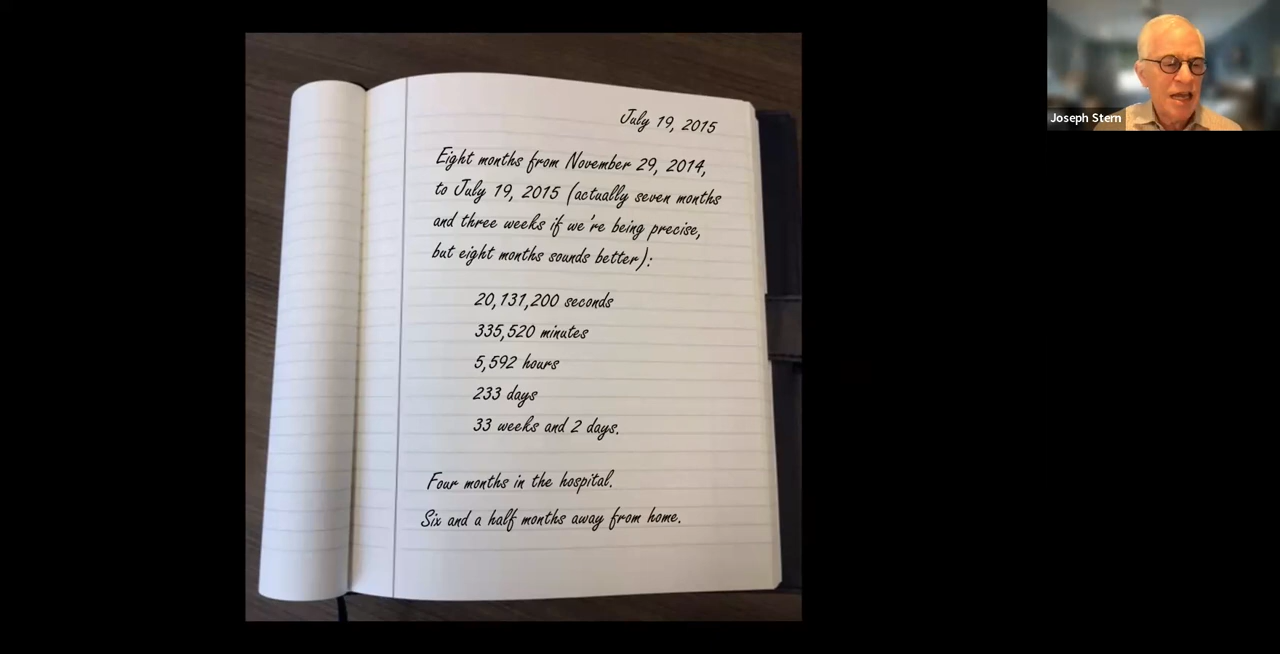 July 19, 2015
Eight months from November 29, 2014,
to July 19, 2015 (actually seven months
and three weeks if we're being precise,
but eight months sounds better):
20,131,200 seconds
335,520 minutes
5,592 hours
233 days
33 weeks and 2 days.
Four months in the hospital.
Six and a half months away from home.
Joseph Stern